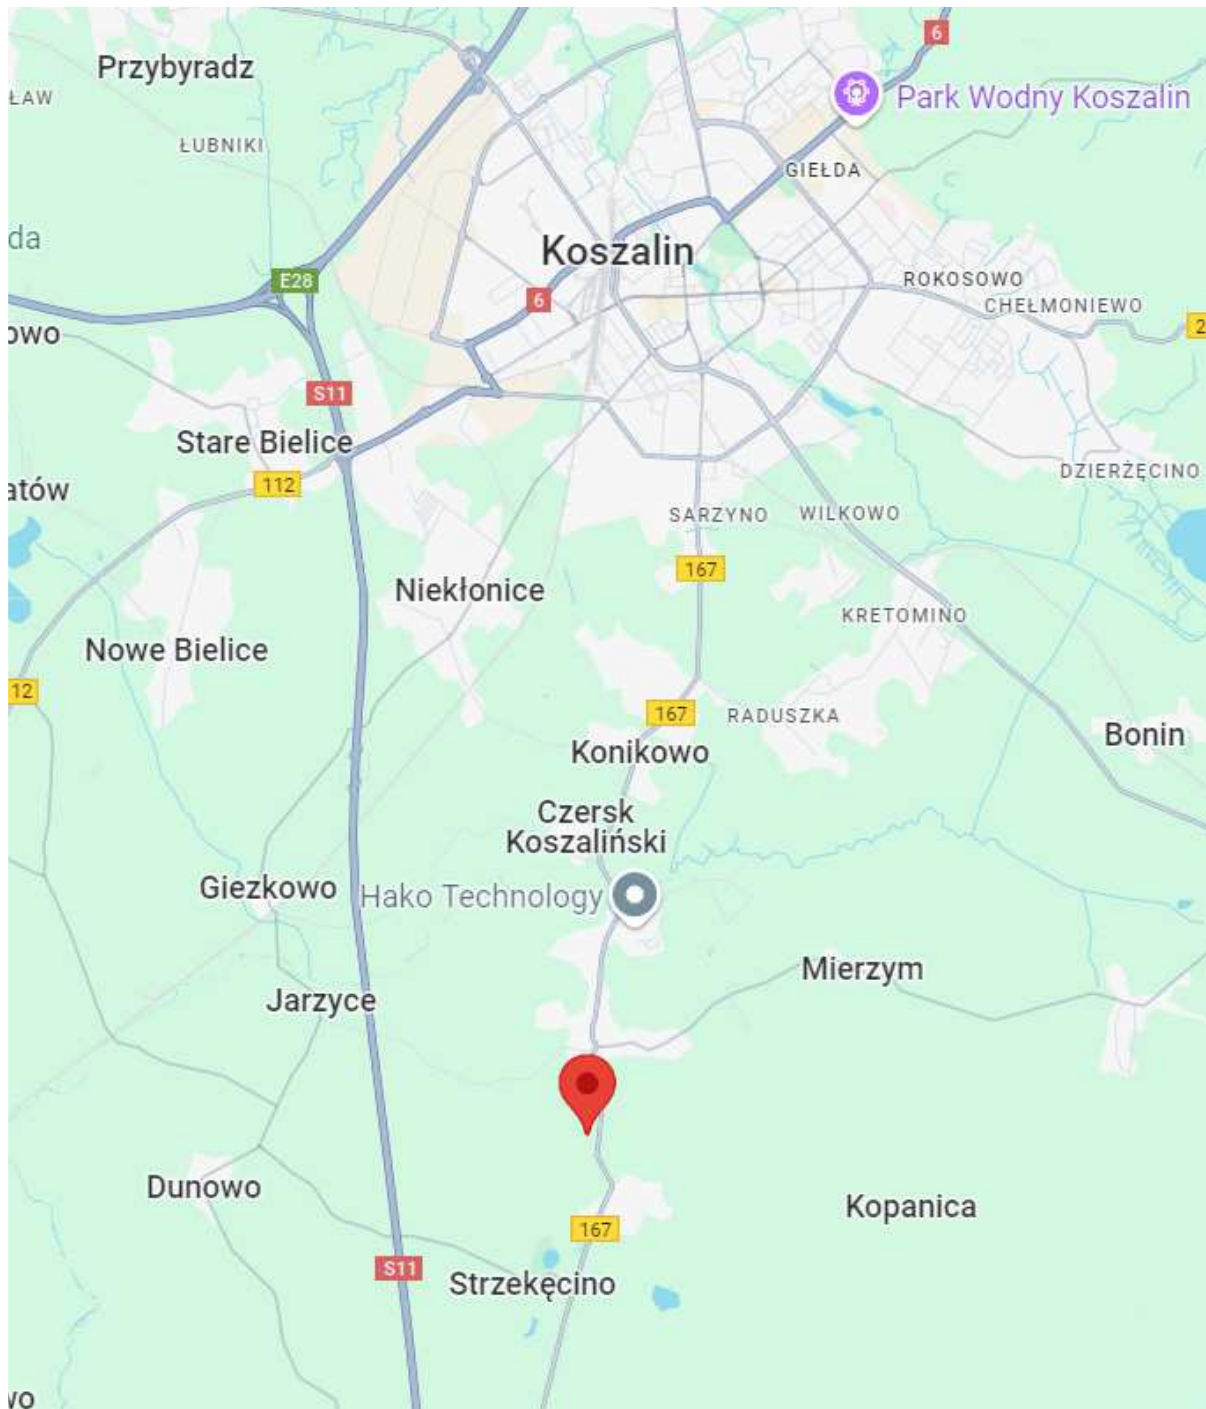 6
Przybyradz
Park Wodny Koszalin
ŁAW
ŁUBNIKI
GIEŁDA
da
Koszalin
E28
ROKOSOWO
6
CHEŁMONIEWO
owo
2
S11
Stare Bielice
DZIERŻĘCINO
112
atów
SARZYNO
WILKOWO
167
Niekłonice
KRETOMINO
Nowe Bielice
12
167
RADUSZKA
Bonin
Konikowo
Czersk
Koszaliński
Giezkowo
Hako Technology
Mierzym
Jarzyce
Dunowo
Kopanica
167
S11
Strzekęcino
wo